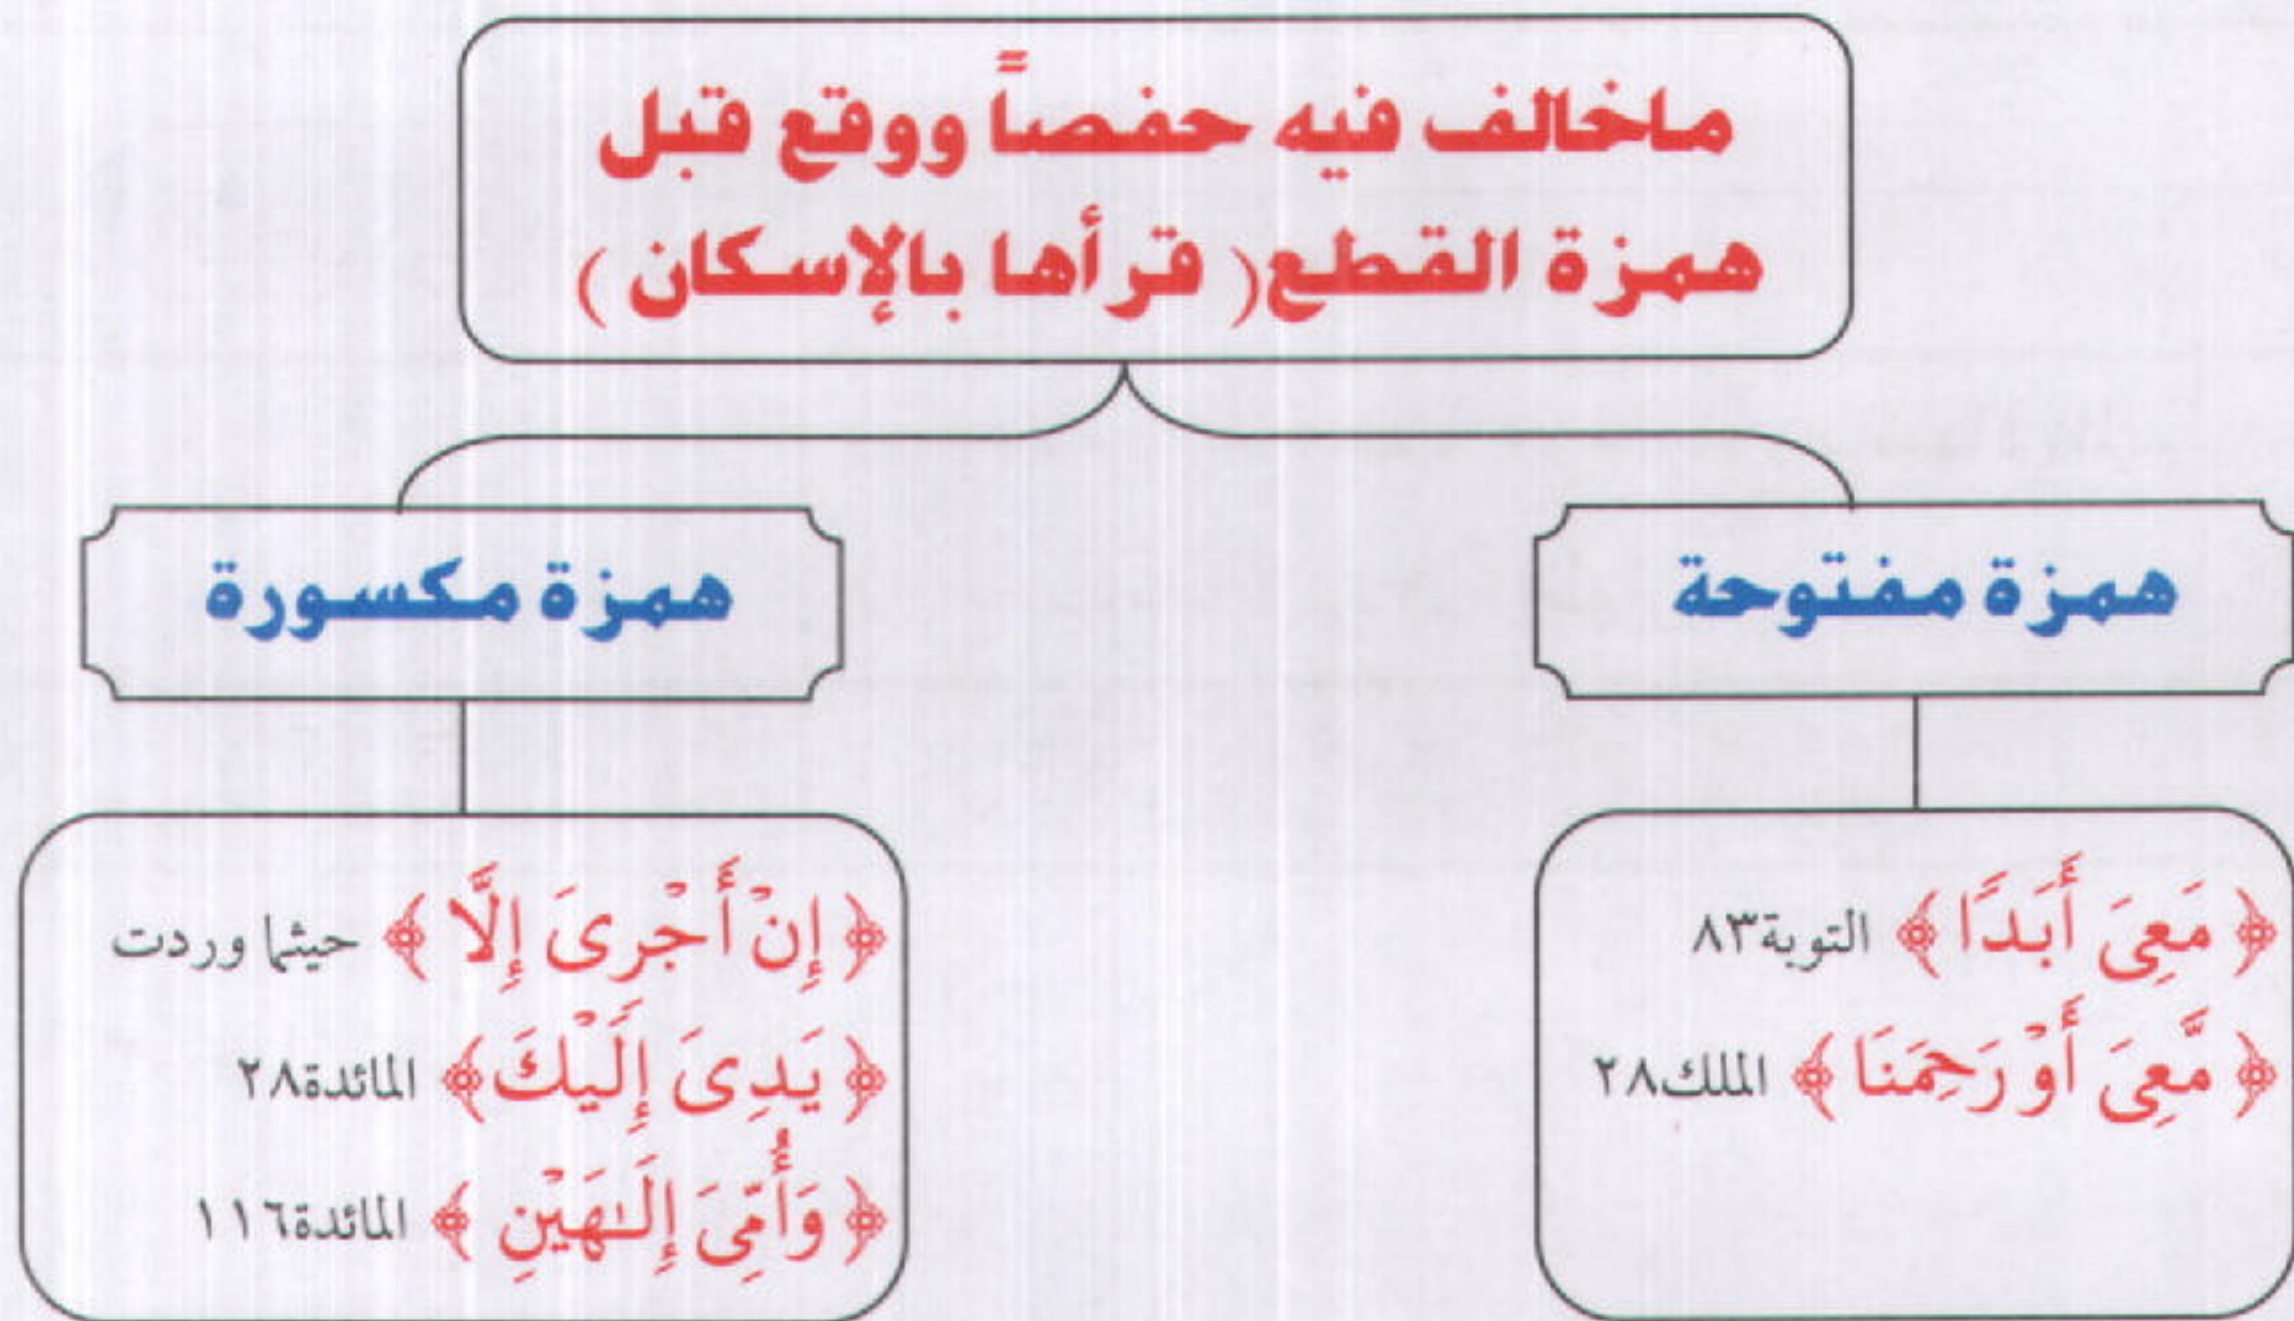 ماخالف فيه حفصاً ووقع قبل
همزة القطع( قرأها بالإسكان )
همزة مفتوحة
﴿ مَعِىَ أَبَدًا ﴾ التوبة٨٣
﴿ مَّعِىَ أَوْ رَحِمَنَا ﴾ الملك٢٨
همزة مكسورة
﴿ إِنْ أَجْرِىَ إِلَّا ﴾ حيثما وردت
﴿ يَدِىَ إِلَيْكَ ﴾ المائدة٢٨
﴿ وَأُمِّىَ إِلَٰهَيْنِ ﴾ المائدة١١٦